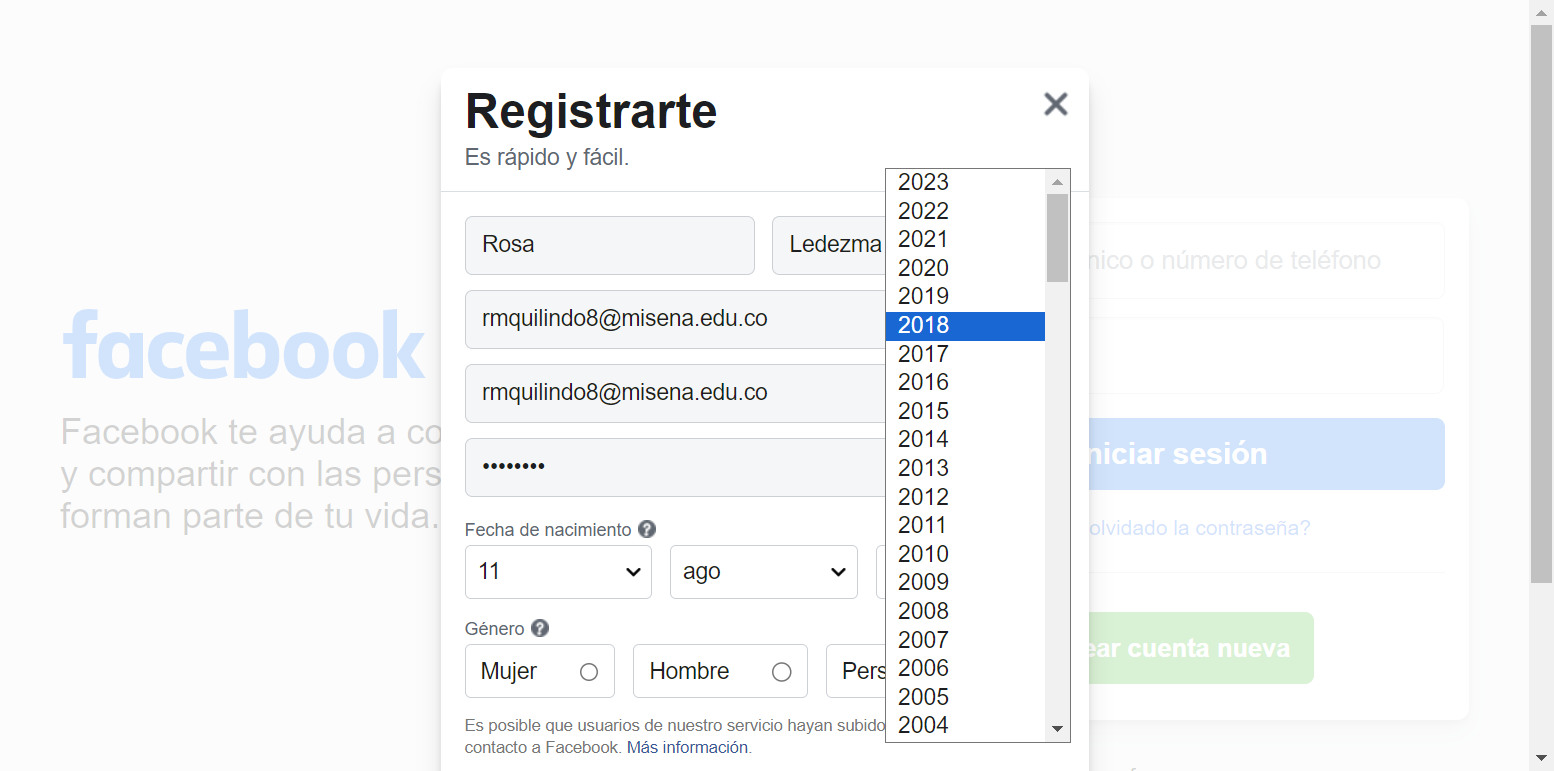 Registrarte
Es rápido y fácil.
Rosa
Ledezma
rmquilindo8@misena.edu.co
rmquilindo8@misena.edu.co
••••••••
Fecha de nacimiento ?
11
ago
Género ?
Mujer
Hombre
Pers
Es posible que usuarios de nuestro servicio hayan subido
contacto a Facebook. Más información.
2023
2022
2021
2020
2019
2018
2017
2016
2015
2014
2013
2012
2011
2010
2009
2008
2007
2006
2005
2004
facebook
Facebook te ayuda a co
y compartir con las pers
forman parte de tu vida.
nico o número de teléfono
niciar sesión
olvidado la contraseña?
ear cuenta nueva